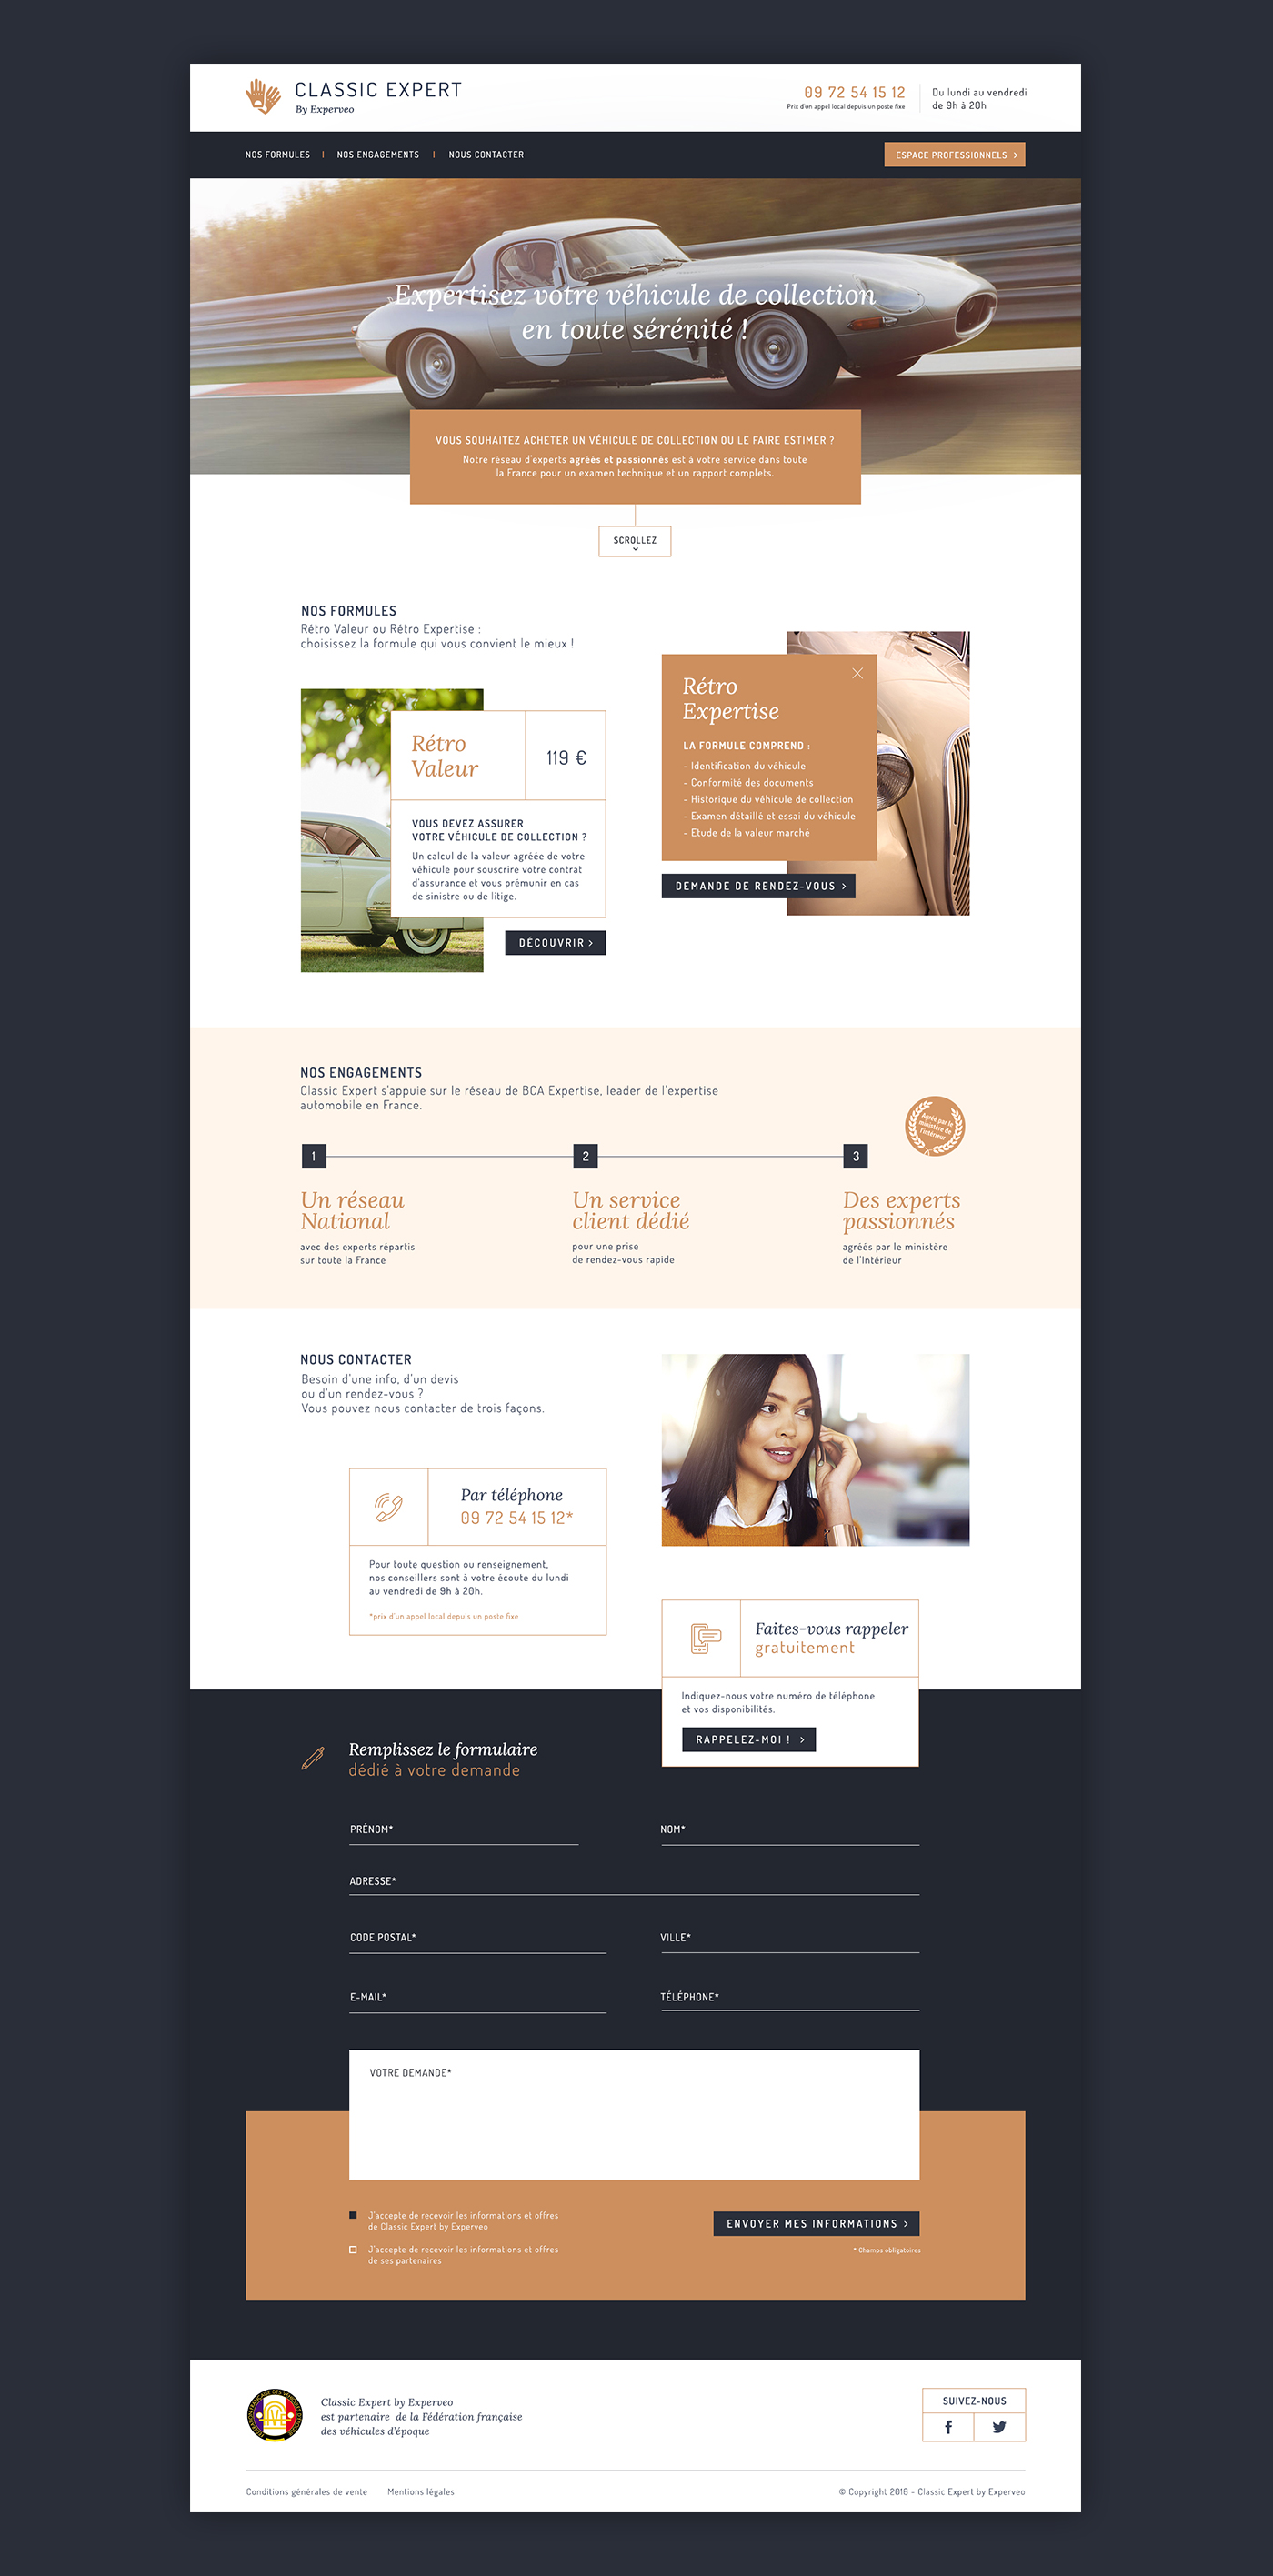 CLASSIC EXPERT
By Experveo
09 72 54 15 12
Prix d'un appel local depuis un poste fixe
Du lundi au vendredi
de 9h à 20h
NOS FORMULES
NOS ENGAGEMENTS
NOUS CONTACTER
ESPACE PROFESSIONNELS
Expertisez votre véhicule de collection
en toute sérénité !
VOUS SOUHAITEZ ACHETER UN VÉHICULE DE COLLECTION OU LE FAIRE ESTIMER ?
Notre réseau d'experts agréés et passionnés est à votre service dans toute
la France pour un examen technique et un rapport complets.
SCROLLEZ
NOS FORMULES
Rétro Valeur ou Rétro Expertise :
choisissez la formule qui vous convient le mieux !
Rétro
Valeur
119 €
VOUS DEVEZ ASSURER
VOTRE VÉHICULE DE COLLECTION ?
Un calcul de la valeur agréée de votre
véhicule pour souscrire votre contrat
d'assurance et vous prémunir en cas
de sinistre ou de litige.
DÉCOUVRIR
Rétro
Expertise
LA FORMULE COMPREND :
- Identification du véhicule
- Conformité des documents
- Historique du véhicule de collection
- Examen détaillé et essai du véhicule
- Etude de la valeur marché
DEMANDE DE RENDEZ-VOUS
NOS ENGAGEMENTS
Classic Expert s'appuie sur le réseau de BCA Expertise, leader de l'expertise
automobile en France.
Agréé par le
ministère de
l'intérieur
1
2
3
Un réseau
National
avec des experts répartis
sur toute la France
Un service
client dédié
pour une prise
de rendez-vous rapide
Des experts
passionnés
agréés par le ministère
de l'Intérieur
NOUS CONTACTER
Besoin d'une info, d'un devis
ou d'un rendez-vous ?
Vous pouvez nous contacter de trois façons.
Par téléphone
09 72 54 15 12*
Pour toute question ou renseignement,
nos conseillers sont à votre écoute du lundi
au vendredi de 9h à 20h.
*prix d'un appel local depuis un poste fixe
Faites-vous rappeler
gratuitement
Indiquez-nous votre numéro de téléphone
et vos disponibilités.
RAPPELEZ-MOI !
Remplissez le formulaire
dédié à votre demande
PRÉNOM*
NOM*
ADRESSE*
CODE POSTAL*
VILLE*
E-MAIL*
TÉLÉPHONE*
VOTRE DEMANDE*
J'accepte de recevoir les informations et offres
de Classic Expert by Experveo
J'accepte de recevoir les informations et offres
de ses partenaires
ENVOYER MES INFORMATIONS
* Champs obligatoires
Classic Expert by Experveo
est partenaire de la Fédération française
des véhicules d'époque
SUIVEZ-NOUS
Conditions générales de vente
Mentions légales
© Copyright 2016 - Classic Expert by Experveo